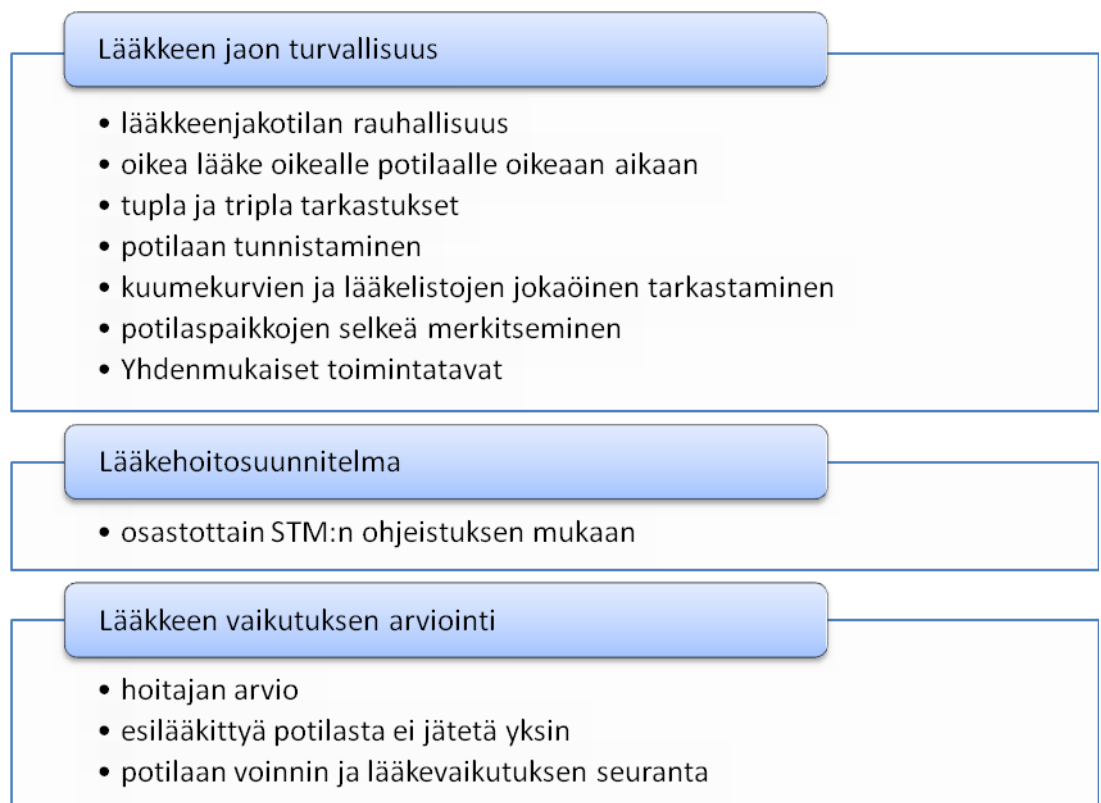 Lääkkeen jaon turvallisuus
• lääkkeenjakotilan rauhallisuus
• oikea lääke oikealle potilaalle oikeaan aikaan
• tupla ja tripla tarkastukset
• potilaan tunnistaminen
• kuumekurvien ja lääkelistojen jokaöinen tarkastaminen
• potilaspaikkojen selkeä merkitseminen
• Yhdenmukaiset toimintatavat
Lääkehoitosuunnitelma
• osastottain STM:n ohjeistuksen mukaan
Lääkkeen vaikutuksen arviointi
• hoitajan arvio
• esilääkittyä potilasta ei jätetä yksin
• potilaan voinnin ja lääkevaikutuksen seuranta